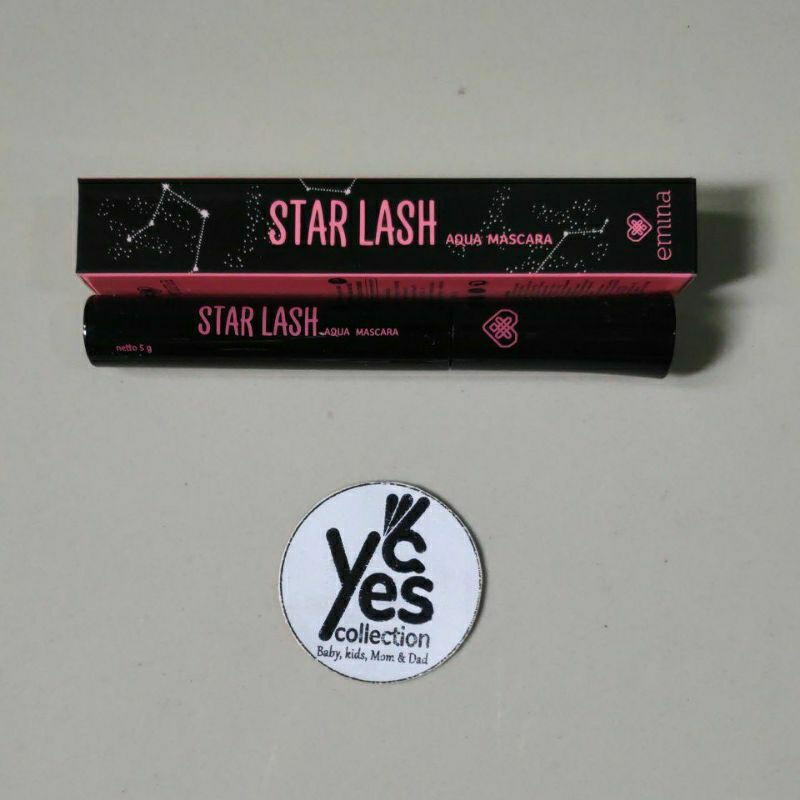 STAR LASH AQUA MASCARA
emina
STAR LASH AQUA MASCARA
netto 5 g
yes
collection
Baby, kids, Mom & Dad